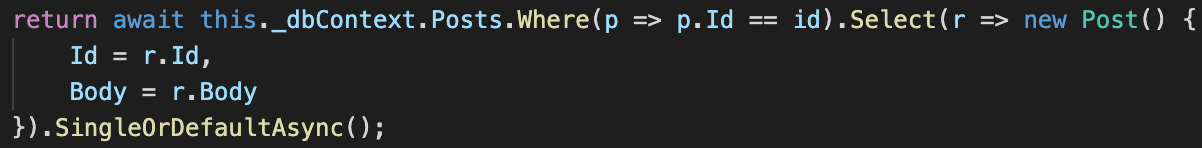 return await this._dbContext.Posts.Where(p => p.Id == id).Select(r => new Post() {
    Id = r.Id,
    Body = r.Body
}).SingleOrDefaultAsync();